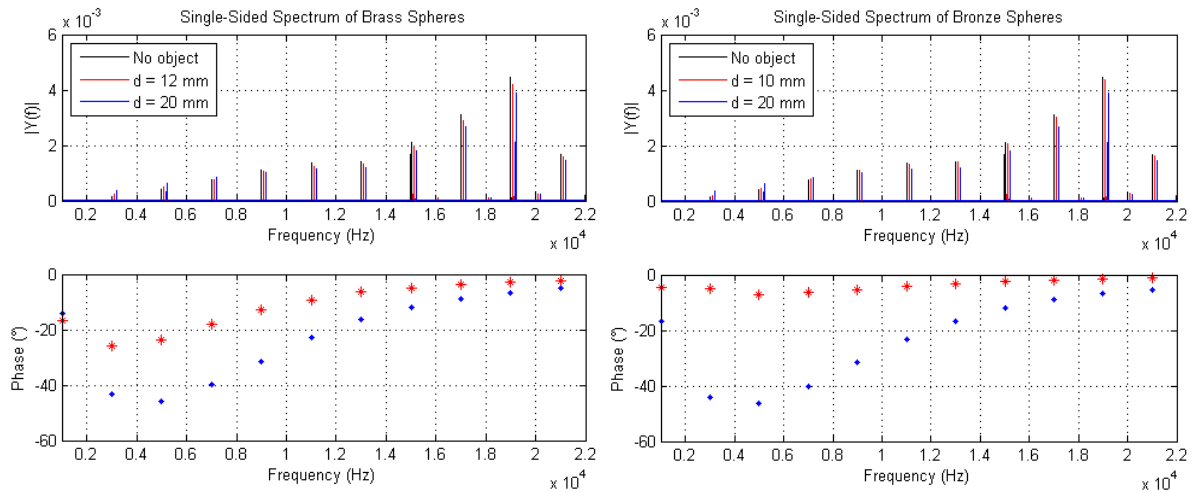 Single-Sided Spectrum of Brass Spheres
x 10-3
6
4
2
0
|Y(f)|
No object
d = 12 mm
d = 20 mm
0.2 0.4 0.6 0.8 1 1.2 1.4 1.6 1.8 2 2.2
Frequency (Hz)
x 10 4
0
-20
-40
-60
Phase (°)
0.2 0.4 0.6 0.8 1 1.2 1.4 1.6 1.8 2 2.2
Frequency (Hz)
x 10 4
Single-Sided Spectrum of Bronze Spheres
x 10-3
6
4
2
0
|Y(f)|
No object
d = 10 mm
d = 20 mm
0.2 0.4 0.6 0.8 1 1.2 1.4 1.6 1.8 2 2.2
Frequency (Hz)
x 10 4
0
-20
-40
-60
Phase (°)
0.2 0.4 0.6 0.8 1 1.2 1.4 1.6 1.8 2 2.2
Frequency (Hz)
x 10 4